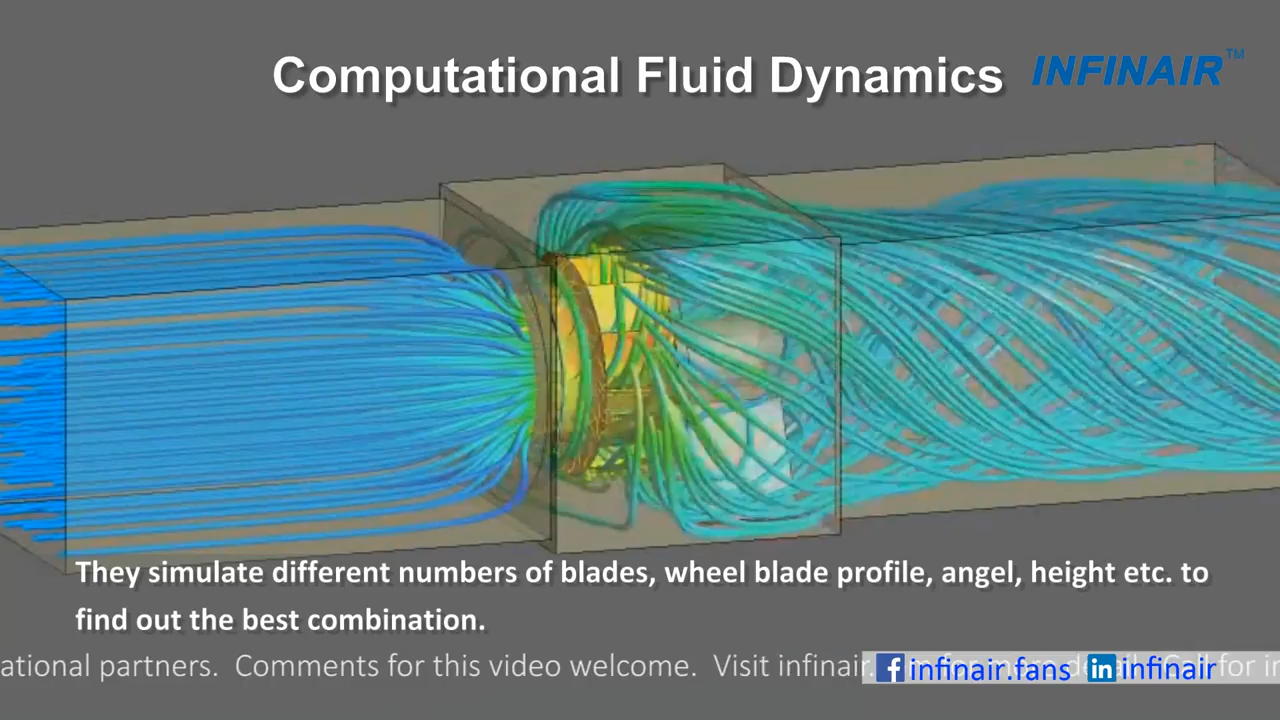 Computational Fluid Dynamics
INFINAIR™
They simulate different numbers of blades, wheel blade profile, angel, height etc. to
find out the best combination.
ational partners.  Comments for this video welcome.  Visit infinair.
infinair.fans
infinair